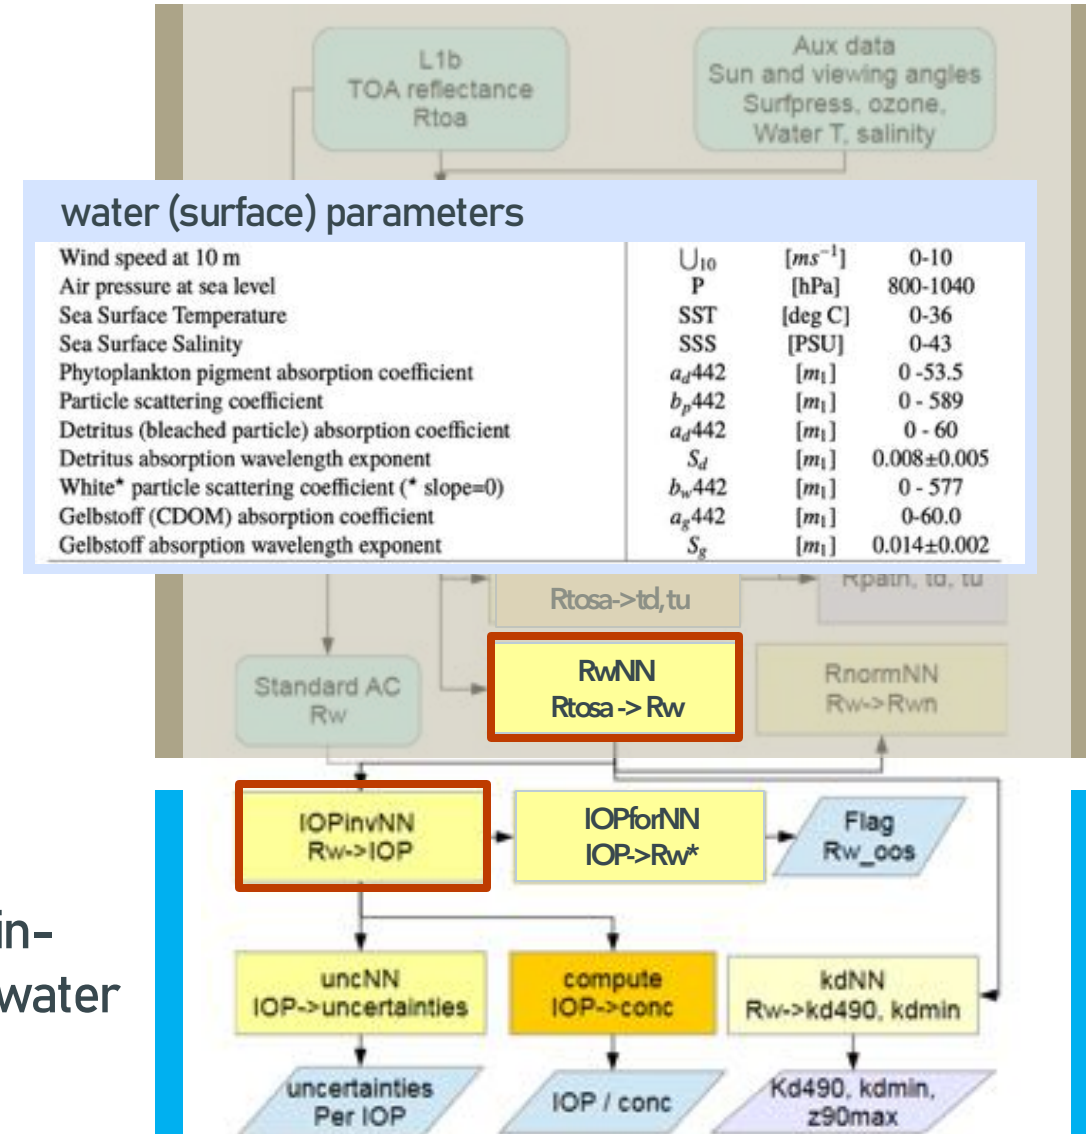 L1b
TOA reflectance
Rtoa
Aux data
Sun and viewing angles
Surfpress, ozone,
Water T, salinity
water (surface) parameters
Wind speed at 10 m U₁₀ [ms⁻¹] 0-10
Air pressure at sea level P [hPa] 800-1040
Sea Surface Temperature SST [deg C] 0-36
Sea Surface Salinity SSS [PSU] 0-43
Phytoplankton pigment absorption coefficient a_d442 [m₁] 0 -53.5
Particle scattering coefficient b_p442 [m₁] 0 - 589
Detritus (bleached particle) absorption coefficient a_d442 [m₁] 0 - 60
Detritus absorption wavelength exponent S_d [m₁] 0.008±0.005
White* particle scattering coefficient (* slope=0) b_w442 [m₁] 0 - 577
Gelbstoff (CDOM) absorption coefficient a_g442 [m₁] 0-60.0
Gelbstoff absorption wavelength exponent S_g [m₁] 0.014±0.002
Rtosa->td,tu
Rpath, td, tu
Standard AC
Rw
RwNN
Rtosa -> Rw
RnormNN
Rw->Rwn
IOPinvNN
Rw->IOP
IOPforNN
IOP->Rw*
Flag
Rw_oos
in-
water
uncNN
IOP->uncertainties
compute
IOP->conc
kdNN
Rw->kd490, kdmin
uncertainties
Per IOP
IOP / conc
Kd490, kdmin,
z90max